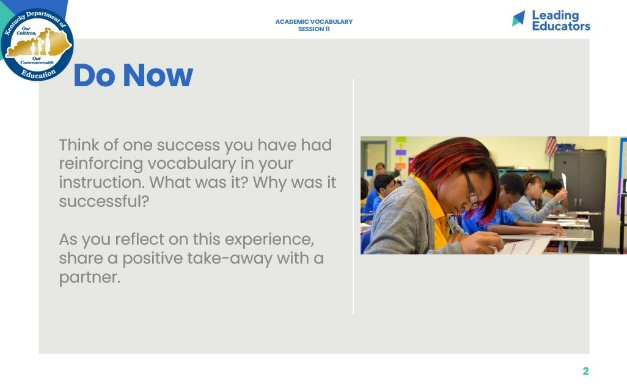 Kentucky Department of
Our
Children,
Our
Commonwealth
Education
ACADEMIC VOCABULARY
SESSION 11
Leading
Educators
Do Now
Think of one success you have had
reinforcing vocabulary in your
instruction. What was it? Why was it
successful?
As you reflect on this experience,
share a positive take-away with a
partner.
2